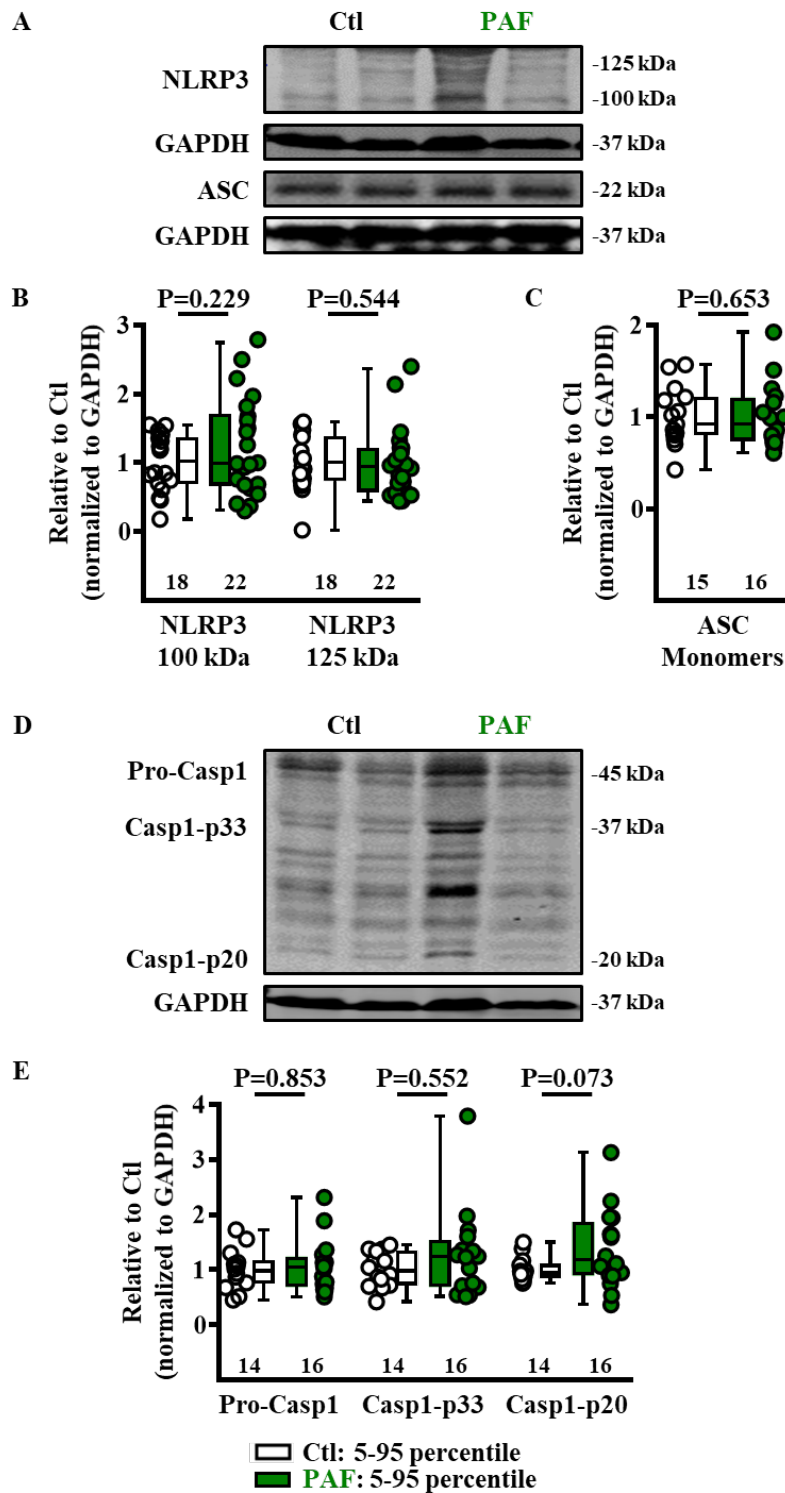 A
Ctl PAF
NLRP3
-125 kDa
-100 kDa
GAPDH -37 kDa
ASC -22 kDa
GAPDH -37 kDa
B
P=0.229 P=0.544
Relative to Ctl
(normalized to GAPDH)
3
2
1
0
18 22 18 22
NLRP3 NLRP3
100 kDa 125 kDa
C
P=0.653
Relative to Ctl
(normalized to GAPDH)
2
1
0
15 16
ASC
Monomers
D
Ctl PAF
Pro-Casp1 -45 kDa
Casp1-p33 -37 kDa
Casp1-p20 -20 kDa
GAPDH -37 kDa
E
P=0.853 P=0.552 P=0.073
Relative to Ctl
(normalized to GAPDH)
4
3
2
1
0
14 16 14 16 14 16
Pro-Casp1 Casp1-p33 Casp1-p20
Ctl: 5-95 percentile
PAF: 5-95 percentile